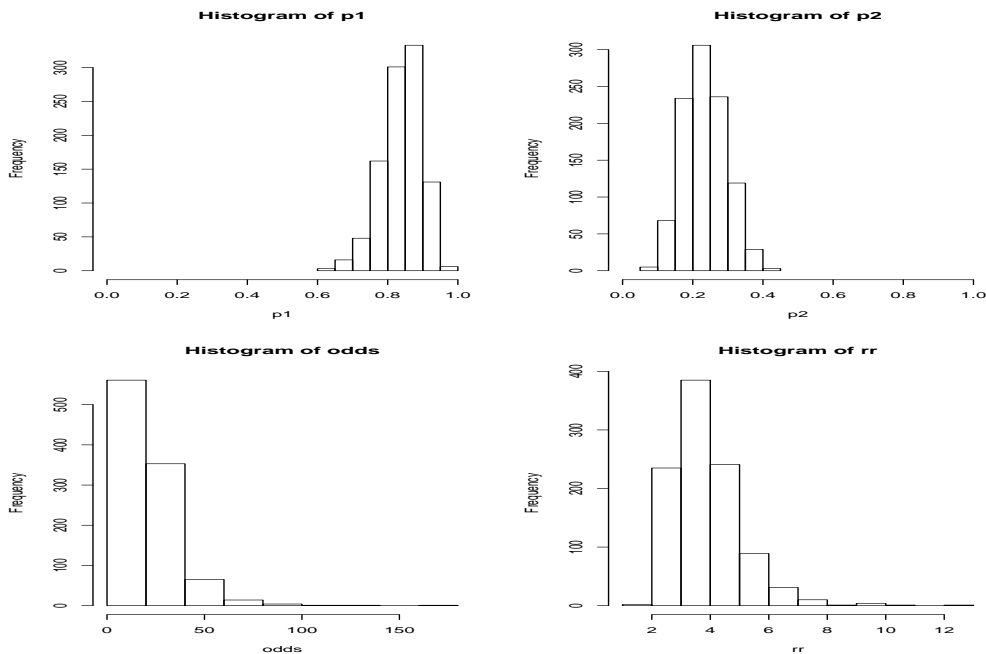 Histogram of p1
Frequency
0 50 100 150 200 250 300
0.0 0.2 0.4 0.6 0.8 1.0
p1
Histogram of p2
Frequency
0 50 100 150 200 250 300
0.0 0.2 0.4 0.6 0.8 1.0
p2
Histogram of odds
Frequency
0 100 200 300 400 500
0 50 100 150
odds
Histogram of rr
Frequency
0 100 200 300 400
2 4 6 8 10 12
rr